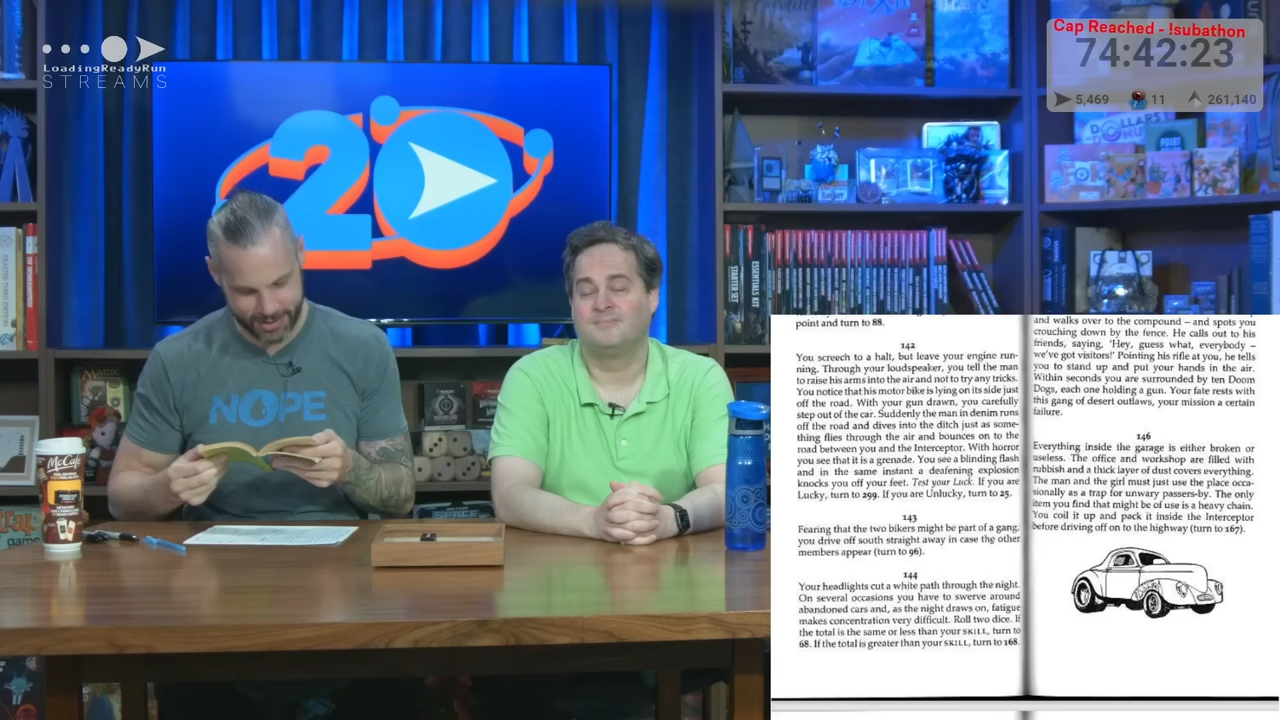 LoadingReadyRun
STREAMS
Cap Reached - !subathon
74:42:23
5,469
11
261,140
20
NOPE
McCafé
STARTER SET
ESSENTIALS KIT
MAGIC
SPACE
game
point and turn to 88.
142
You screech to a halt, but leave your engine run-
ning. Through your loudspeaker, you tell the man
to raise his arms into the air and not to try any tricks.
You notice that his motor bike is lying on its side just
off the road. With your gun drawn, you carefully
step out of the car. Suddenly the man in denim runs
off the road and dives into the ditch just as some-
thing flies through the air and bounces on to the
road between you and the Interceptor. With horror
you see that it is a grenade. You see a blinding flash
and in the same instant a deafening explosion
knocks you off your feet. Test your Luck. If you are
Lucky, turn to 299. If you are Unlucky, turn to 25.
143
Fearing that the two bikers might be part of a gang,
you drive off south straight away in case the other
members appear (turn to 96).
144
Your headlights cut a white path through the night.
On several occasions you have to swerve around
abandoned cars and, as the night draws on, fatigue
makes concentration very difficult. Roll two dice. If
the total is the same or less than your SKILL, turn to
68. If the total is greater than your SKILL, turn to 168.
and walks over to the compound – and spots you
crouching down by the fence. He calls out to his
friends, saying, 'Hey, guess what, everybody –
we've got visitors!' Pointing his rifle at you, he tells
you to stand up and put your hands in the air.
Within seconds you are surrounded by ten Doom
Dogs, each one holding a gun. Your fate rests with
this gang of desert outlaws, your mission a certain
failure.
146
Everything inside the garage is either broken or
useless. The office and workshop are filled with
rubbish and a thick layer of dust covers everything.
The man and the girl must just use the place occa-
sionally as a trap for unwary passers-by. The only
item you find that might be of use is a heavy chain.
You coil it up and pack it inside the Interceptor
before driving off on to the highway (turn to 167).